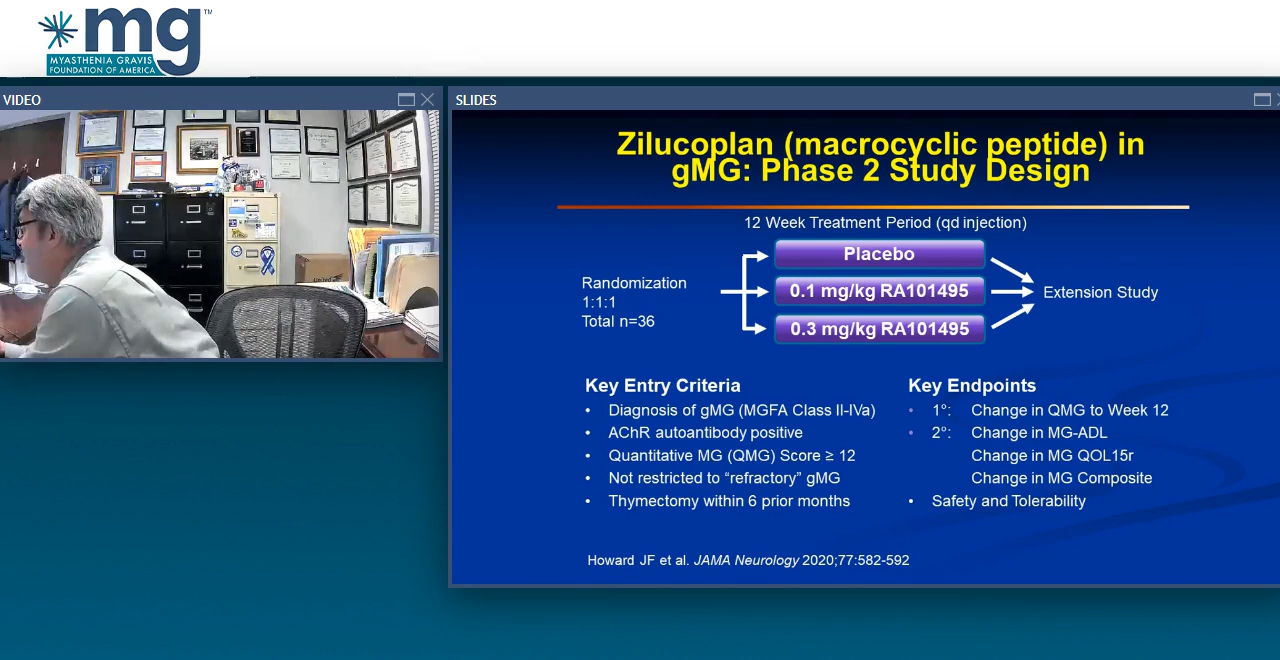 mg™
MYASTHENIA GRAVIS
FOUNDATION OF AMERICA
VIDEO
SLIDES
Zilucoplan (macrocyclic peptide) in
gMG: Phase 2 Study Design
12 Week Treatment Period (qd injection)
Placebo
Randomization
1:1:1
Total n=36
0.1 mg/kg RA101495
0.3 mg/kg RA101495
Extension Study
Key Entry Criteria
• Diagnosis of gMG (MGFA Class II-IVa)
• AChR autoantibody positive
• Quantitative MG (QMG) Score ≥ 12
• Not restricted to “refractory” gMG
• Thymectomy within 6 prior months
Key Endpoints
• 1°: Change in QMG to Week 12
• 2°: Change in MG-ADL
Change in MG QOL15r
Change in MG Composite
• Safety and Tolerability
Howard JF et al. JAMA Neurology 2020;77:582-592